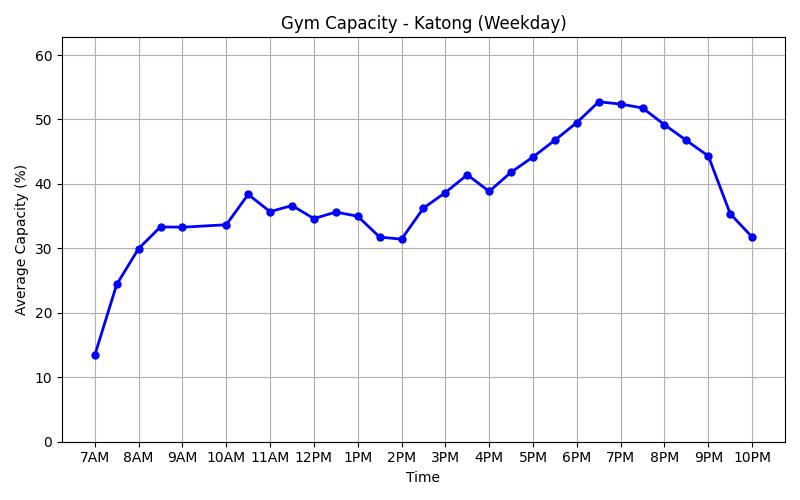 Gym Capacity - Katong (Weekday)
Average Capacity (%)
60
50
40
30
20
10
0
7AM 8AM 9AM 10AM 11AM 12PM 1PM 2PM 3PM 4PM 5PM 6PM 7PM 8PM 9PM 10PM
Time